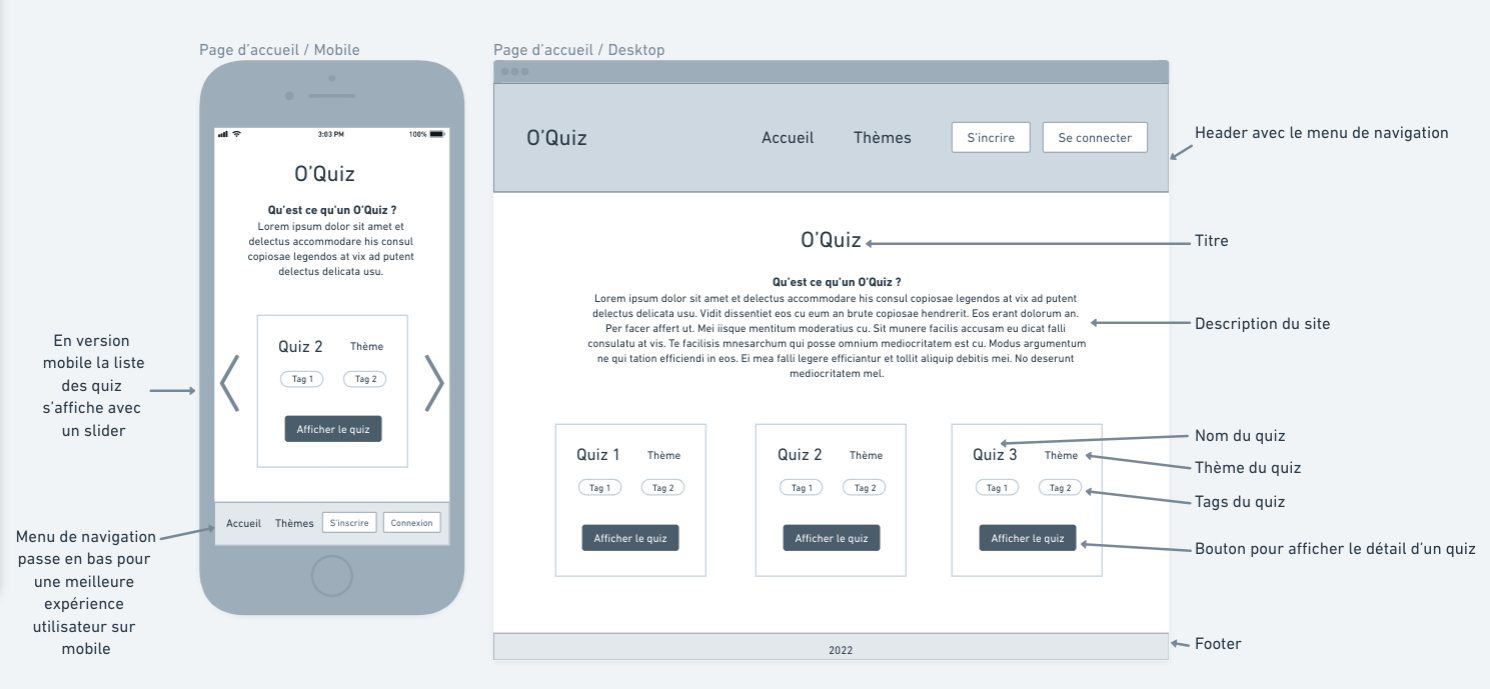 Page d'accueil / Mobile
3:03 PM
100%
O'Quiz
Qu'est ce qu'un O'Quiz ?
Lorem ipsum dolor sit amet et
delectus accommodare his consul
copiosae legendos at vix ad putent
delectus delicata usu.
Quiz 2
Thème
Tag 1
Tag 2
Afficher le quiz
Accueil
Thèmes
S'inscrire
Connexion
En version
mobile la liste
des quiz
s'affiche avec
un slider
Menu de navigation
passe en bas pour
une meilleure
expérience
utilisateur sur
mobile
Page d'accueil / Desktop
O'Quiz
Accueil
Thèmes
S'incrire
Se connecter
O'Quiz
Qu'est ce qu'un O'Quiz ?
Lorem ipsum dolor sit amet et delectus accommodare his consul copiosae legendos at vix ad putent
delectus delicata usu. Vidit dissentiet eos cu eum an brute copiosae hendrerit. Eos erant dolorum an.
Per facer affert ut. Mei iisque mentitum moderatius cu. Sit munere facilis accusam eu dicat falli
consulatu at vis. Te facilisis mnesarchum qui posse omnium mediocritatem est cu. Modus argumentum
ne qui tation efficiendi in eos. Ei mea falli legere efficiantur et tollit aliquip debitis mei. No deserunt
mediocritatem mel.
Quiz 1
Thème
Tag 1
Tag 2
Afficher le quiz
Quiz 2
Thème
Tag 1
Tag 2
Afficher le quiz
Quiz 3
Thème
Tag 1
Tag 2
Afficher le quiz
2022
Header avec le menu de navigation
Titre
Description du site
Nom du quiz
Thème du quiz
Tags du quiz
Bouton pour afficher le détail d'un quiz
Footer